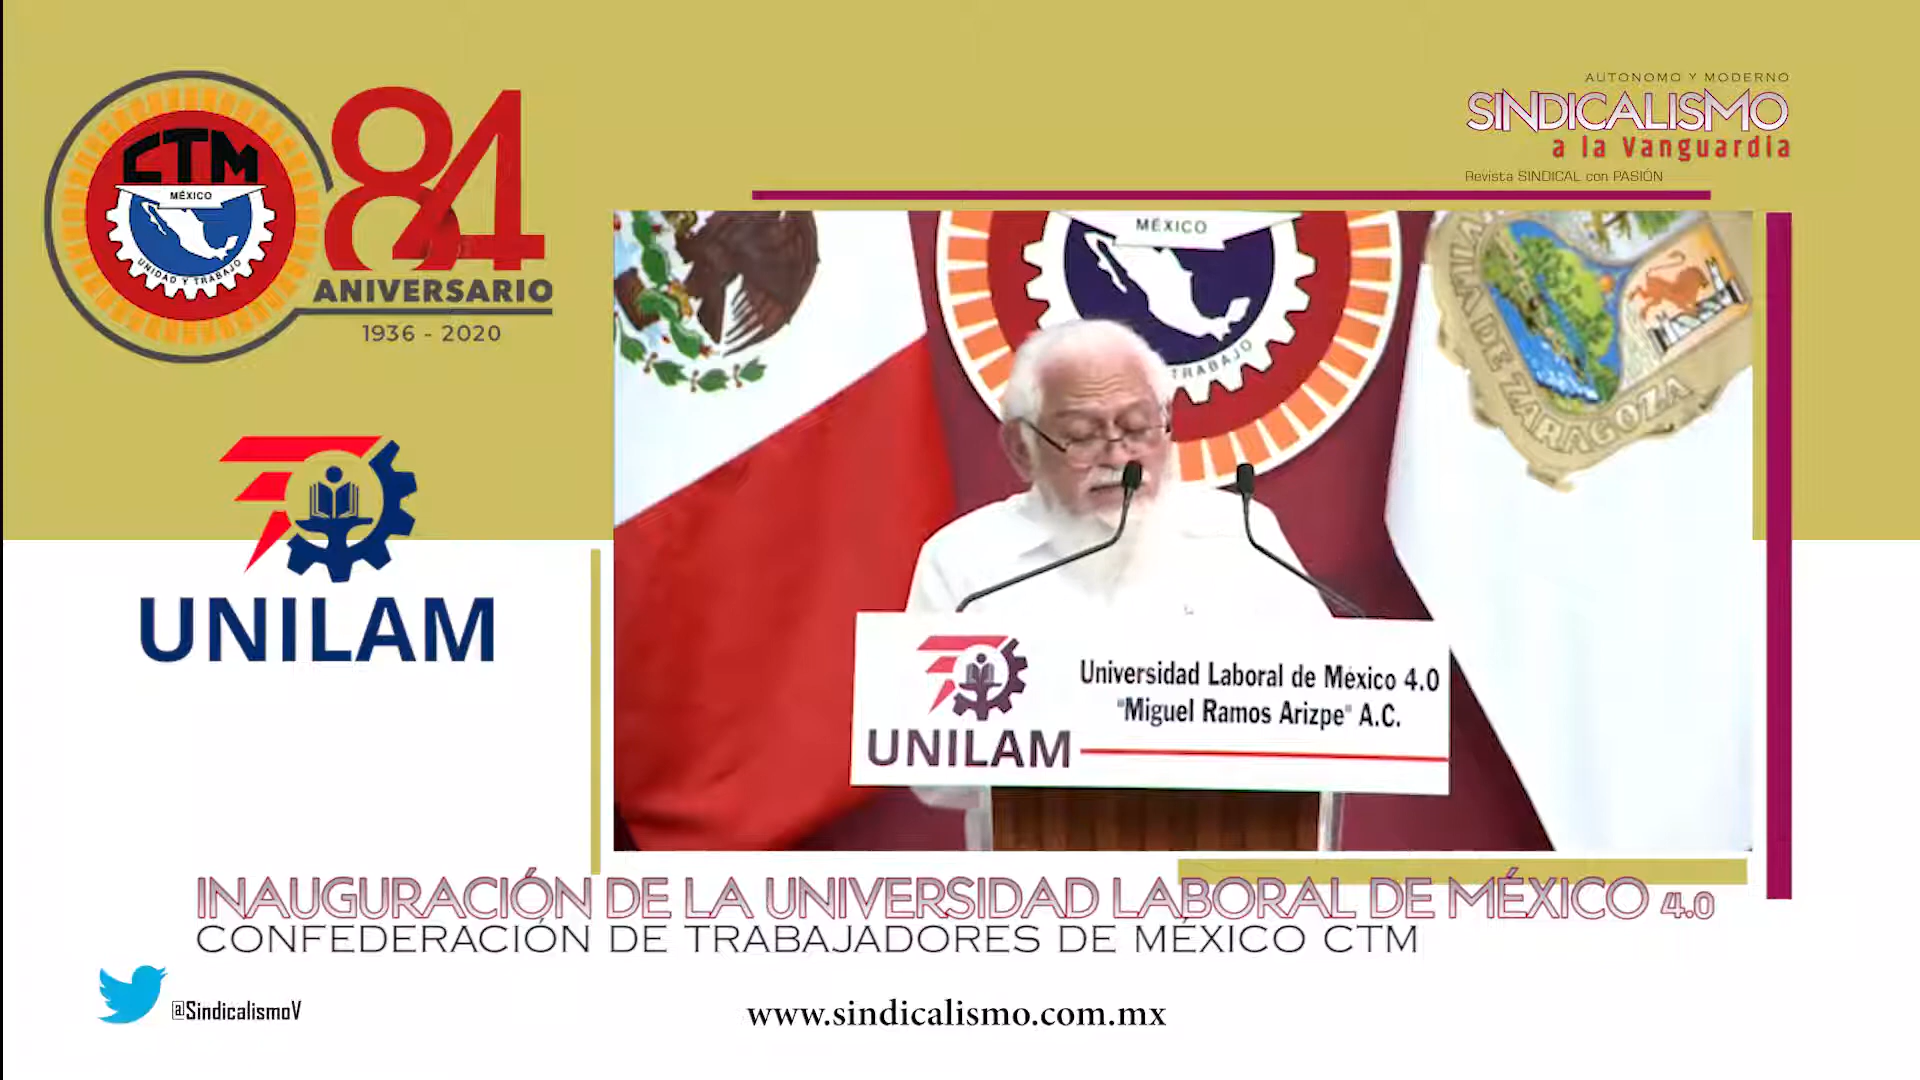 CTM
MÉXICO
UNIDAD Y TRABAJO
84
ANIVERSARIO
1936 - 2020
AUTONOMO Y MODERNO
SINDICALISMO
a la Vanguardia
Revista SINDICAL con PASIÓN
UNILAM
MÉXICO
TRABAJO
ILA DE ZARAGOZA
Universidad Laboral de México 4.0
"Miguel Ramos Arizpe" A.C.
UNILAM
INAUGURACIÓN DE LA UNIVERSIDAD LABORAL DE MÉXICO 4.0
CONFEDERACIÓN DE TRABAJADORES DE MÉXICO CTM
@SindicalismoV
www.sindicalismo.com.mx